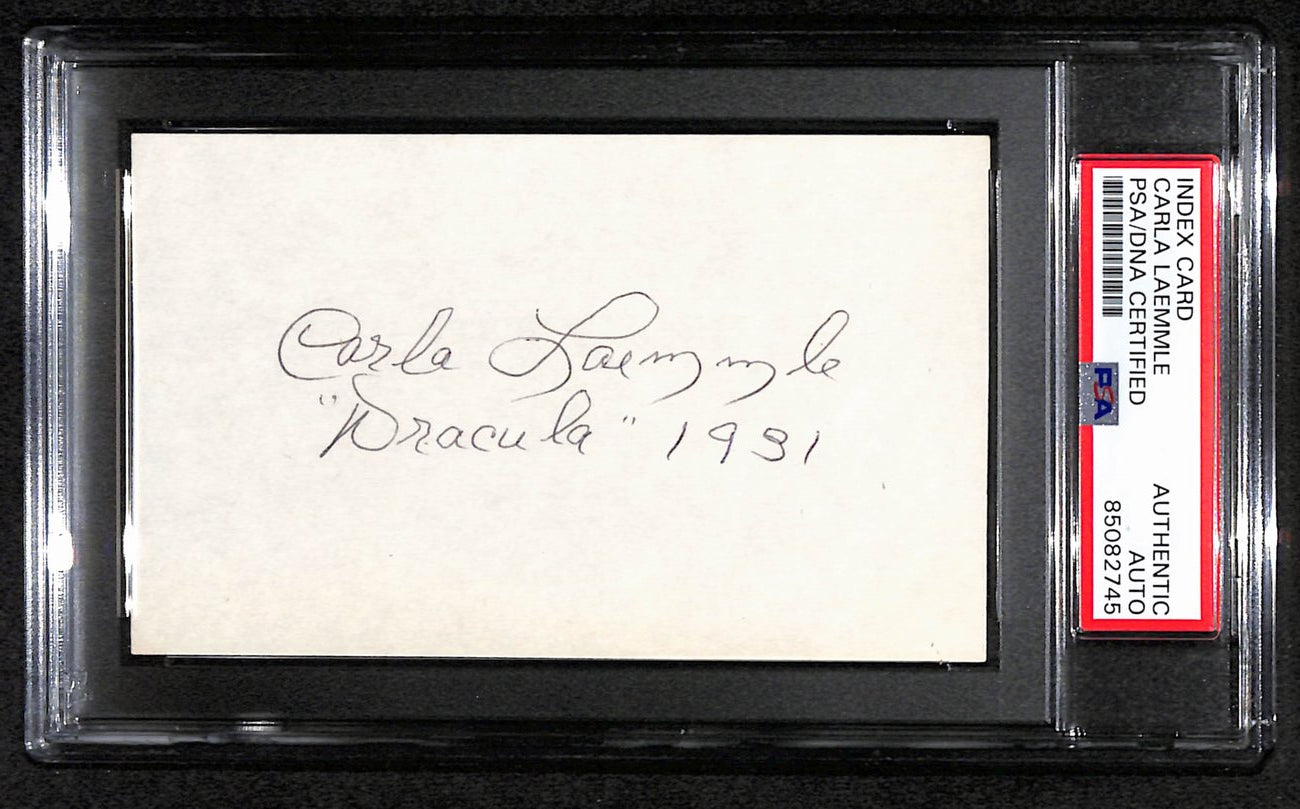 Carla Laemmle
"Dracula" 1931
INDEX CARD
CARLA LAEMMLE
PSA/DNA CERTIFIED
AUTHENTIC
AUTO
85082745
PSA